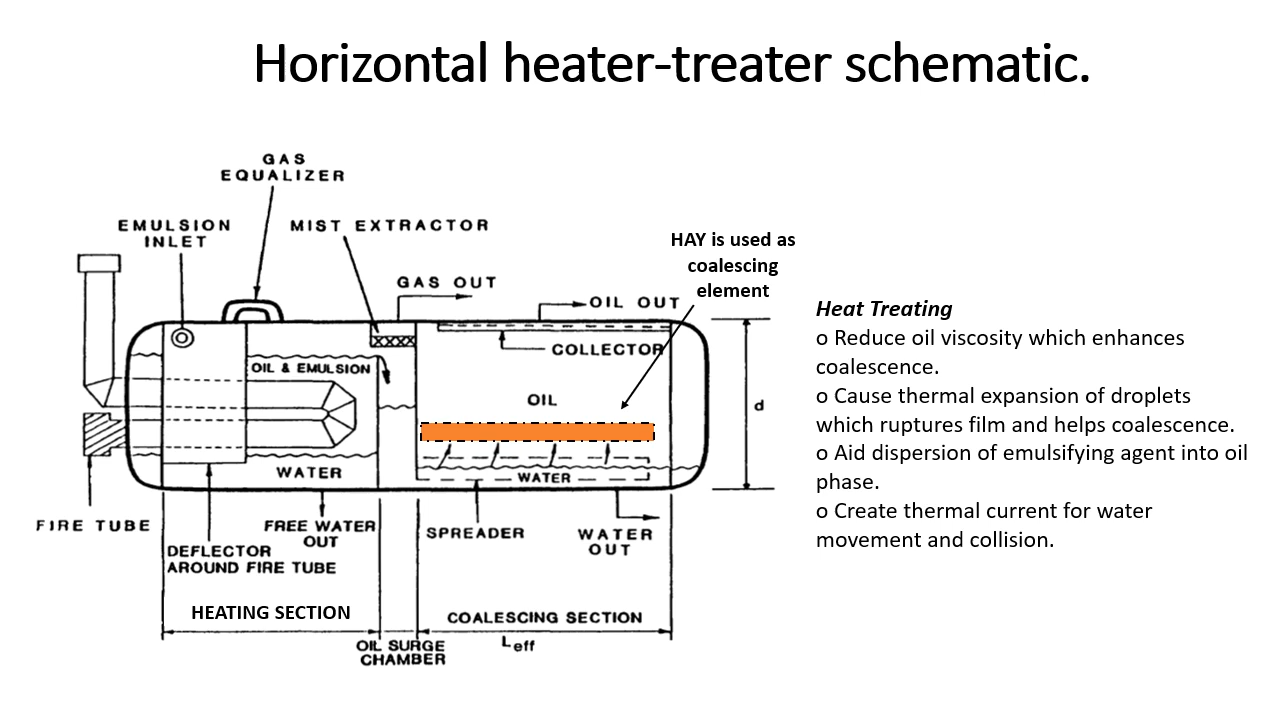 Horizontal heater-treater schematic.
GAS
EQUALIZER
EMULSION
INLET
MIST EXTRACTOR
GAS OUT
HAY is used as
coalescing
element
OIL OUT
COLLECTOR
OIL & EMULSION
OIL
d
WATER
WATER
FIRE TUBE
FREE WATER
OUT
SPREADER
WATER
OUT
DEFLECTOR
AROUND FIRE TUBE
HEATING SECTION
COALESCING SECTION
OIL SURGE
CHAMBER
Leff
Heat Treating
o Reduce oil viscosity which enhances
coalescence.
o Cause thermal expansion of droplets
which ruptures film and helps coalescence.
o Aid dispersion of emulsifying agent into oil
phase.
o Create thermal current for water
movement and collision.